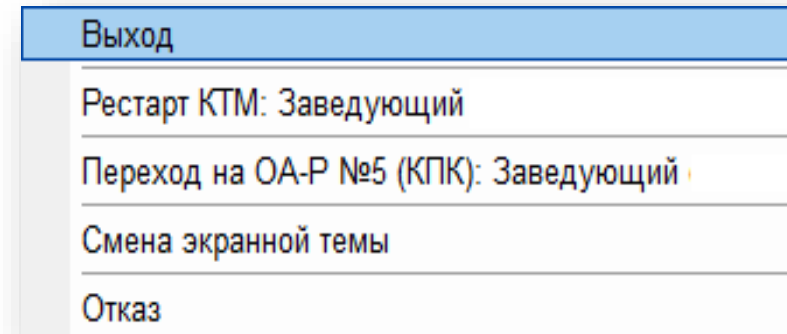 Выход
Рестарт КТМ: Заведующий
Переход на ОА-Р №5 (КПК): Заведующий
Смена экранной темы
Отказ